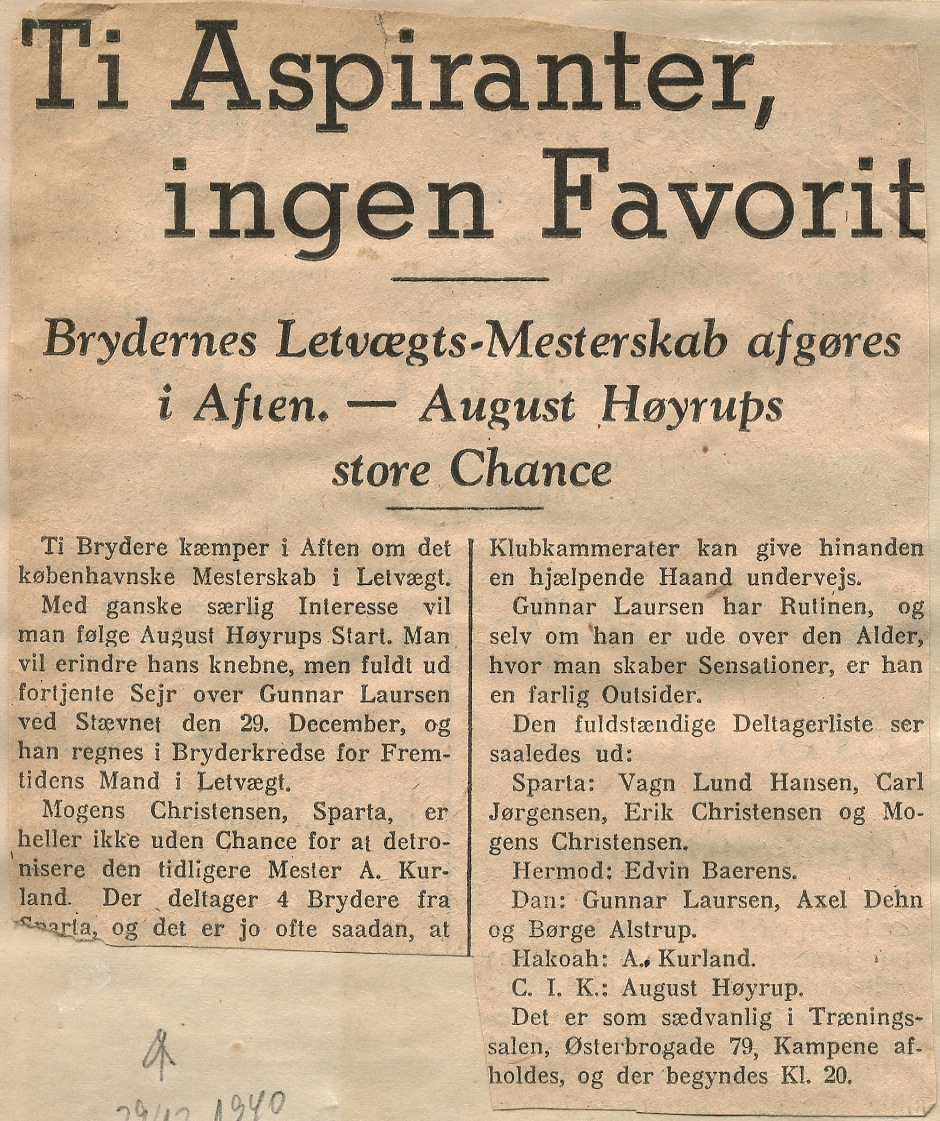 Ti Aspiranter,
ingen Favorit
Brydernes Letvægts-Mesterskab afgøres
i Aften. — August Høyrups
store Chance
Ti Brydere kæmper i Aften om det
københavnske Mesterskab i Letvægt.
Med ganske særlig Interesse vil
man følge August Høyrups Start. Man
vil erindre hans knebne, men fuldt ud
fortjente Sejr over Gunnar Laursen
ved Stævnet den 29. December, og
han regnes i Bryderkredse for Frem-
tidens Mand i Letvægt.
Mogens Christensen, Sparta, er
heller ikke uden Chance for at detro-
nisere den tidligere Mester A. Kur-
land. Der deltager 4 Brydere fra
Sparta, og det er jo ofte saadan, at
Klubkammerater kan give hinanden
en hjælpende Haand undervejs.
Gunnar Laursen har Rutinen, og
selv om han er ude over den Alder,
hvor man skaber Sensationer, er han
en farlig Outsider.
Den fuldstændige Deltagerliste ser
saaledes ud:
Sparta: Vagn Lund Hansen, Carl
Jørgensen, Erik Christensen og Mo-
gens Christensen.
Hermod: Edvin Baerens.
Dan: Gunnar Laursen, Axel Dehn
og Børge Alstrup.
Hakoah: A. Kurland.
C. I. K.: August Høyrup.
Det er som sædvanlig i Trænings-
salen, Østerbrogade 79, Kampene af-
holdes, og der begyndes Kl. 20.
1940